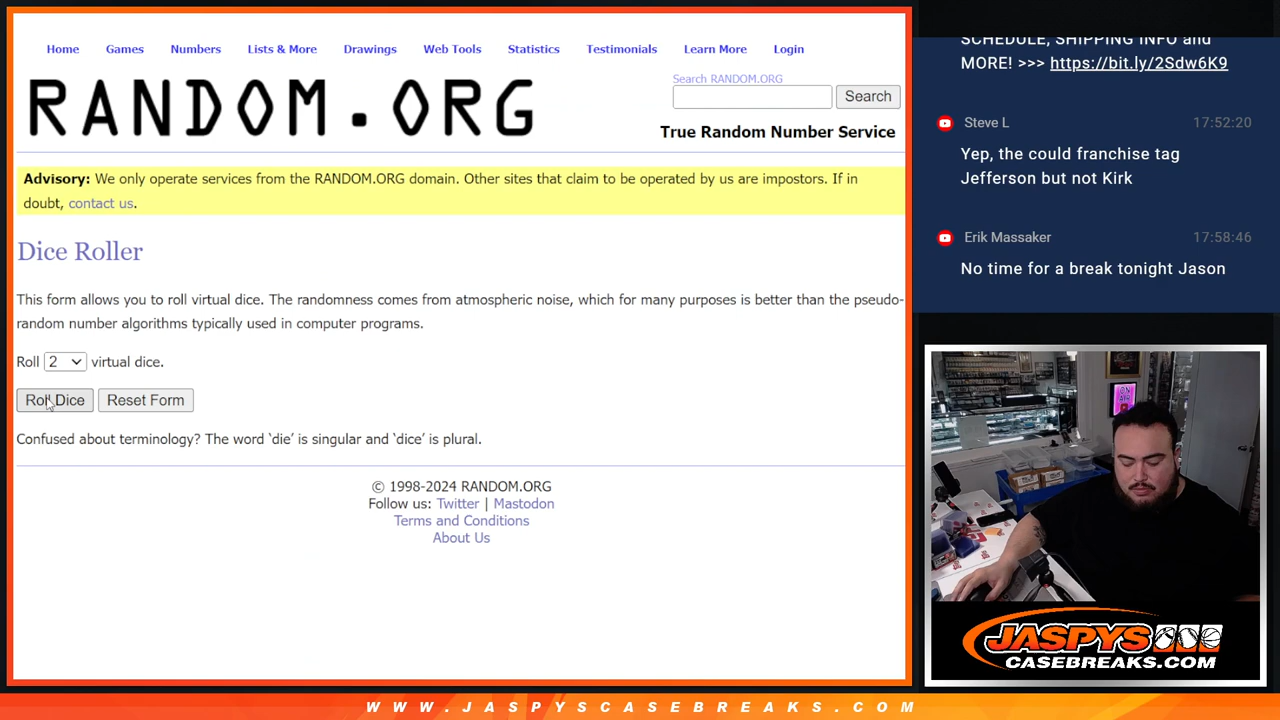 Home Games Numbers Lists & More Drawings Web Tools Statistics Testimonials Learn More Login
RANDOM.ORG
Search RANDOM.ORG
Search
True Random Number Service
Advisory: We only operate services from the RANDOM.ORG domain. Other sites that claim to be operated by us are impostors. If in
doubt, contact us.
Dice Roller
This form allows you to roll virtual dice. The randomness comes from atmospheric noise, which for many purposes is better than the pseudo-
random number algorithms typically used in computer programs.
Roll 2 virtual dice.
Roll Dice Reset Form
Confused about terminology? The word ‘die’ is singular and ‘dice’ is plural.
© 1998-2024 RANDOM.ORG
Follow us: Twitter | Mastodon
Terms and Conditions
About Us
SCHEDULE, SHIPPING INFO and
MORE! >>> https://bit.ly/2Sdw6K9
Steve L 17:52:20
Yep, the could franchise tag
Jefferson but not Kirk
Erik Massaker 17:58:46
No time for a break tonight Jason
ON
AIR
JASPYS
CASEBREAKS.COM
WWW.JASPYSCASEBREAKS.COM